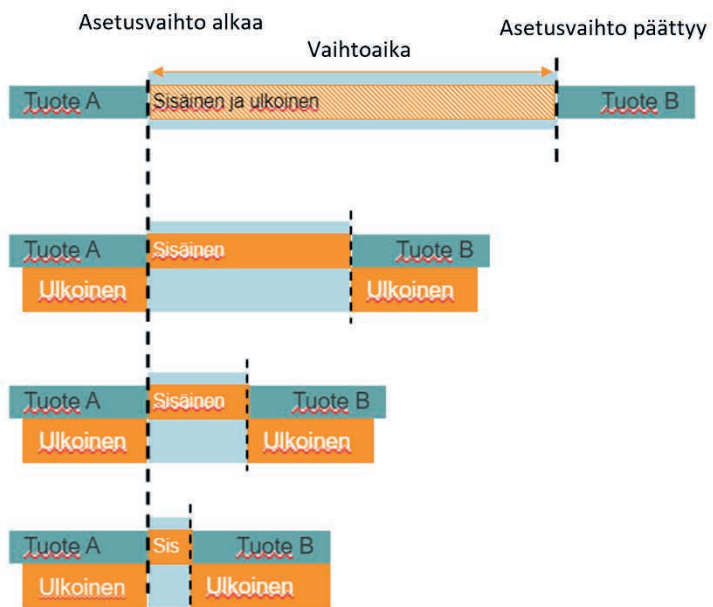 Asetusvaihto alkaa
Vaihtoaika
Asetusvaihto päättyy
Tuote A
Sisäinen ja ulkoinen
Tuote B
Tuote A
Sisäinen
Tuote B
Ulkoinen
Ulkoinen
Tuote A
Sisäinen
Tuote B
Ulkoinen
Ulkoinen
Tuote A
Sis
Tuote B
Ulkoinen
Ulkoinen